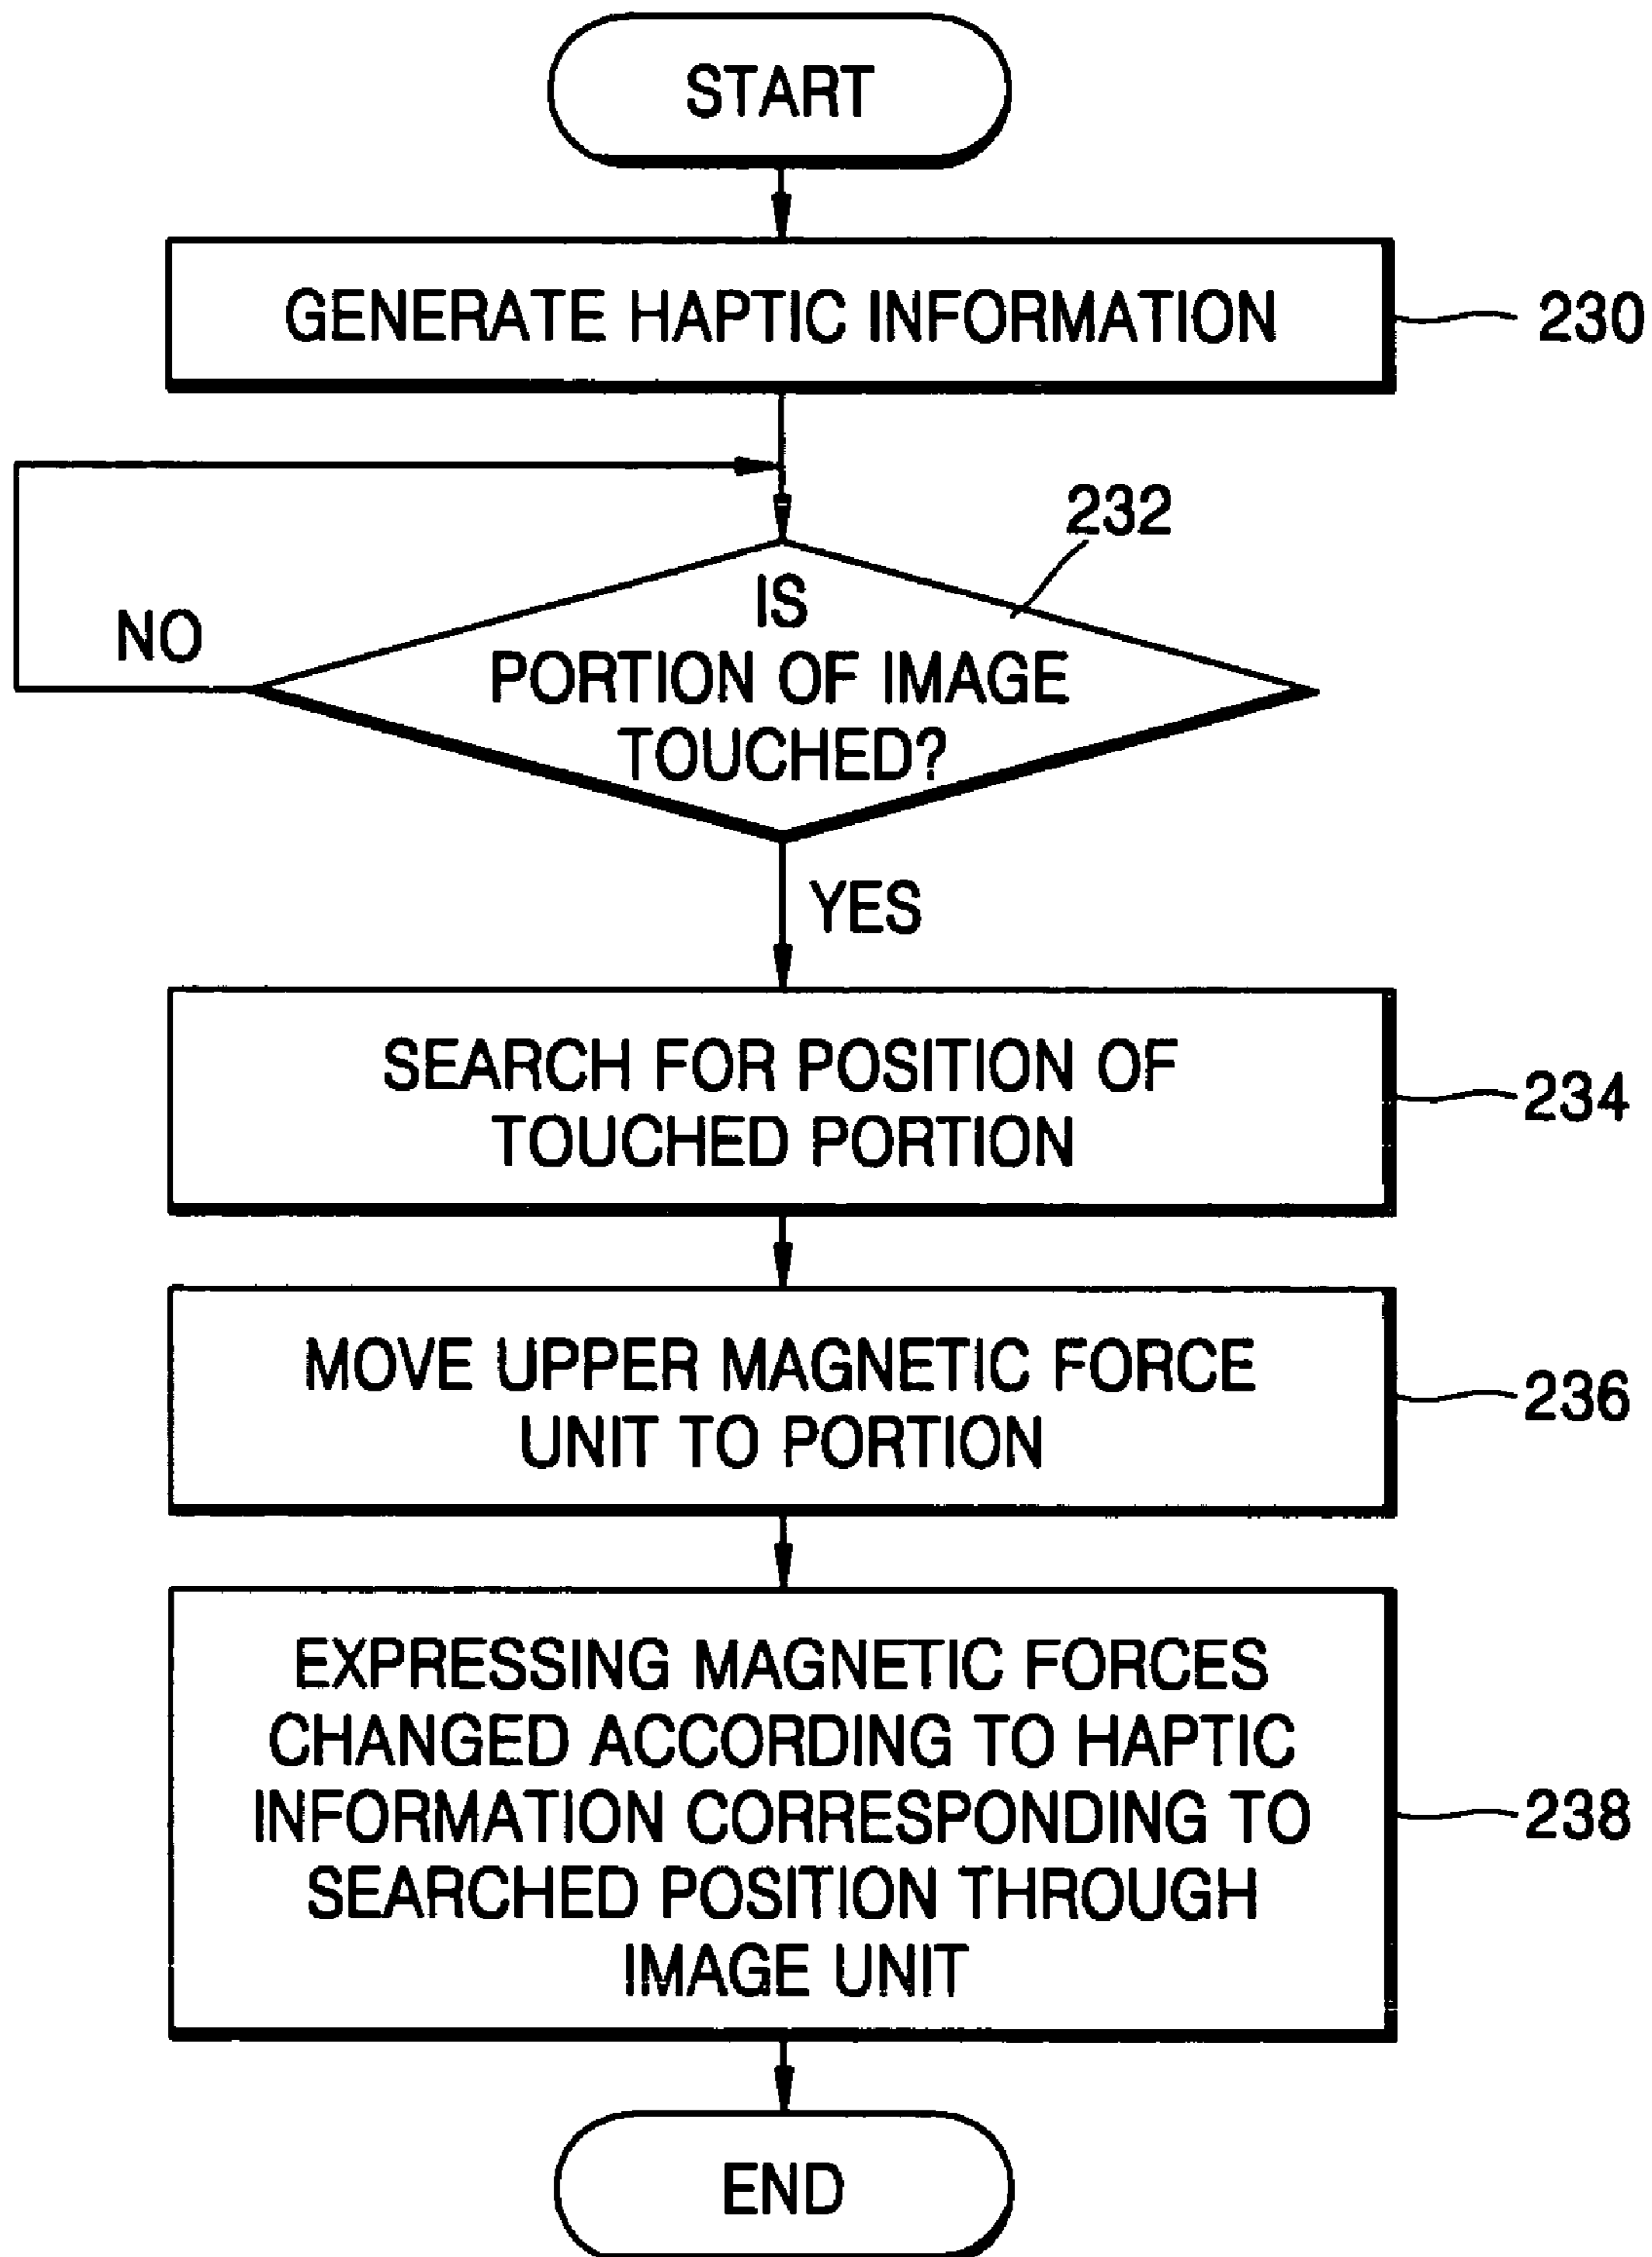 START
GENERATE HAPTIC INFORMATION
230
232
IS
PORTION OF IMAGE
TOUCHED?
NO
YES
SEARCH FOR POSITION OF
TOUCHED PORTION
234
MOVE UPPER MAGNETIC FORCE
UNIT TO PORTION
236
EXPRESSING MAGNETIC FORCES
CHANGED ACCORDING TO HAPTIC
INFORMATION CORRESPONDING TO
SEARCHED POSITION THROUGH
IMAGE UNIT
238
END